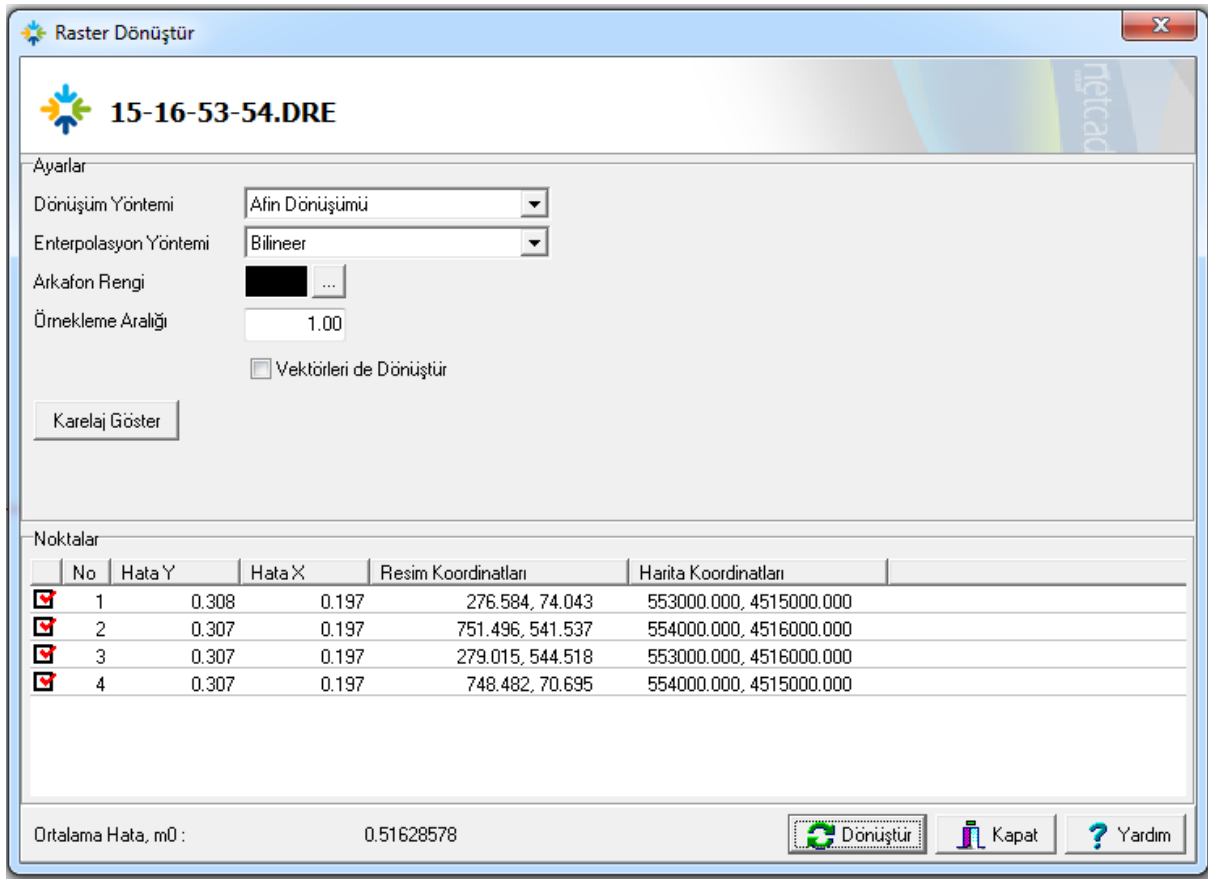 Raster Dönüştür
netcad
15-16-53-54.DRE
Ayarlar
Dönüşüm Yöntemi Afin Dönüşümü
Enterpolasyon Yöntemi Bilineer
Arkafon Rengi ...
Örnekleme Aralığı 1.00
Vektörleri de Dönüştür
Karelaj Göster
Noktalar
No Hata Y Hata X Resim Koordinatları Harita Koordinatları
1 0.308 0.197 276.584, 74.043 553000.000, 4515000.000
2 0.307 0.197 751.496, 541.537 554000.000, 4516000.000
3 0.307 0.197 279.015, 544.518 553000.000, 4516000.000
4 0.307 0.197 748.482, 70.695 554000.000, 4515000.000
Ortalama Hata, m0 : 0.51628578 Dönüştür Kapat ? Yardım